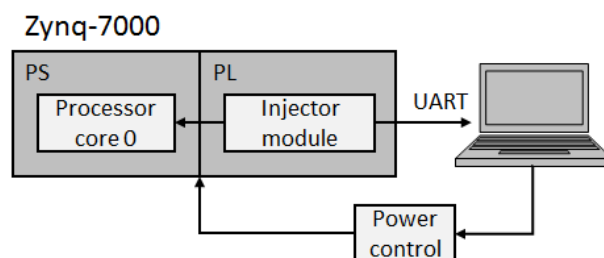 Zynq-7000
PS
PL
Processor
core 0
Injector
module
UART
Power
control